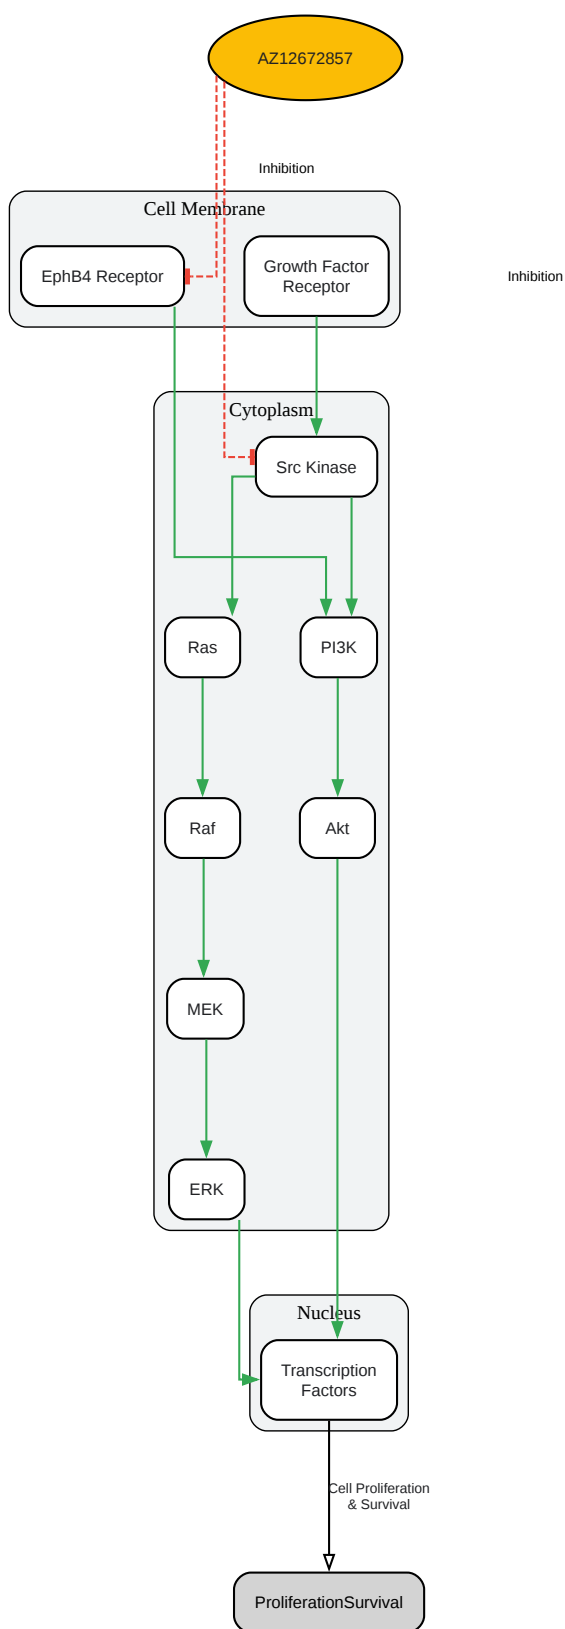 AZ12672857
Inhibition
Cell Membrane
EphB4 Receptor
Growth Factor
Receptor
Inhibition
Cytoplasm
Src Kinase
Ras
PI3K
Raf
Akt
MEK
ERK
Nucleus
Transcription
Factors
Cell Proliferation
& Survival
ProliferationSurvival